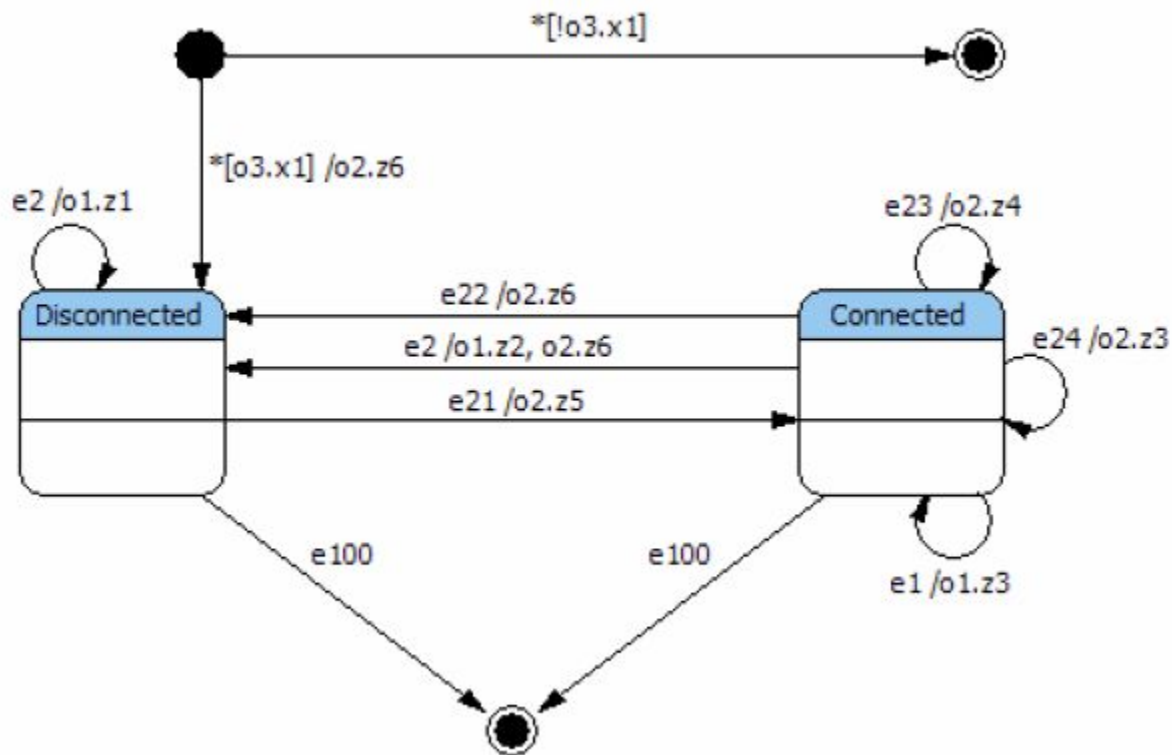 *[!o3.x1]
*[o3.x1] /o2.z6
e2 /o1.z1
e23 /o2.z4
Disconnected
e22 /o2.z6
Connected
e2 /o1.z2, o2.z6
e24 /o2.z3
e21 /o2.z5
e100
e100
e1 /o1.z3